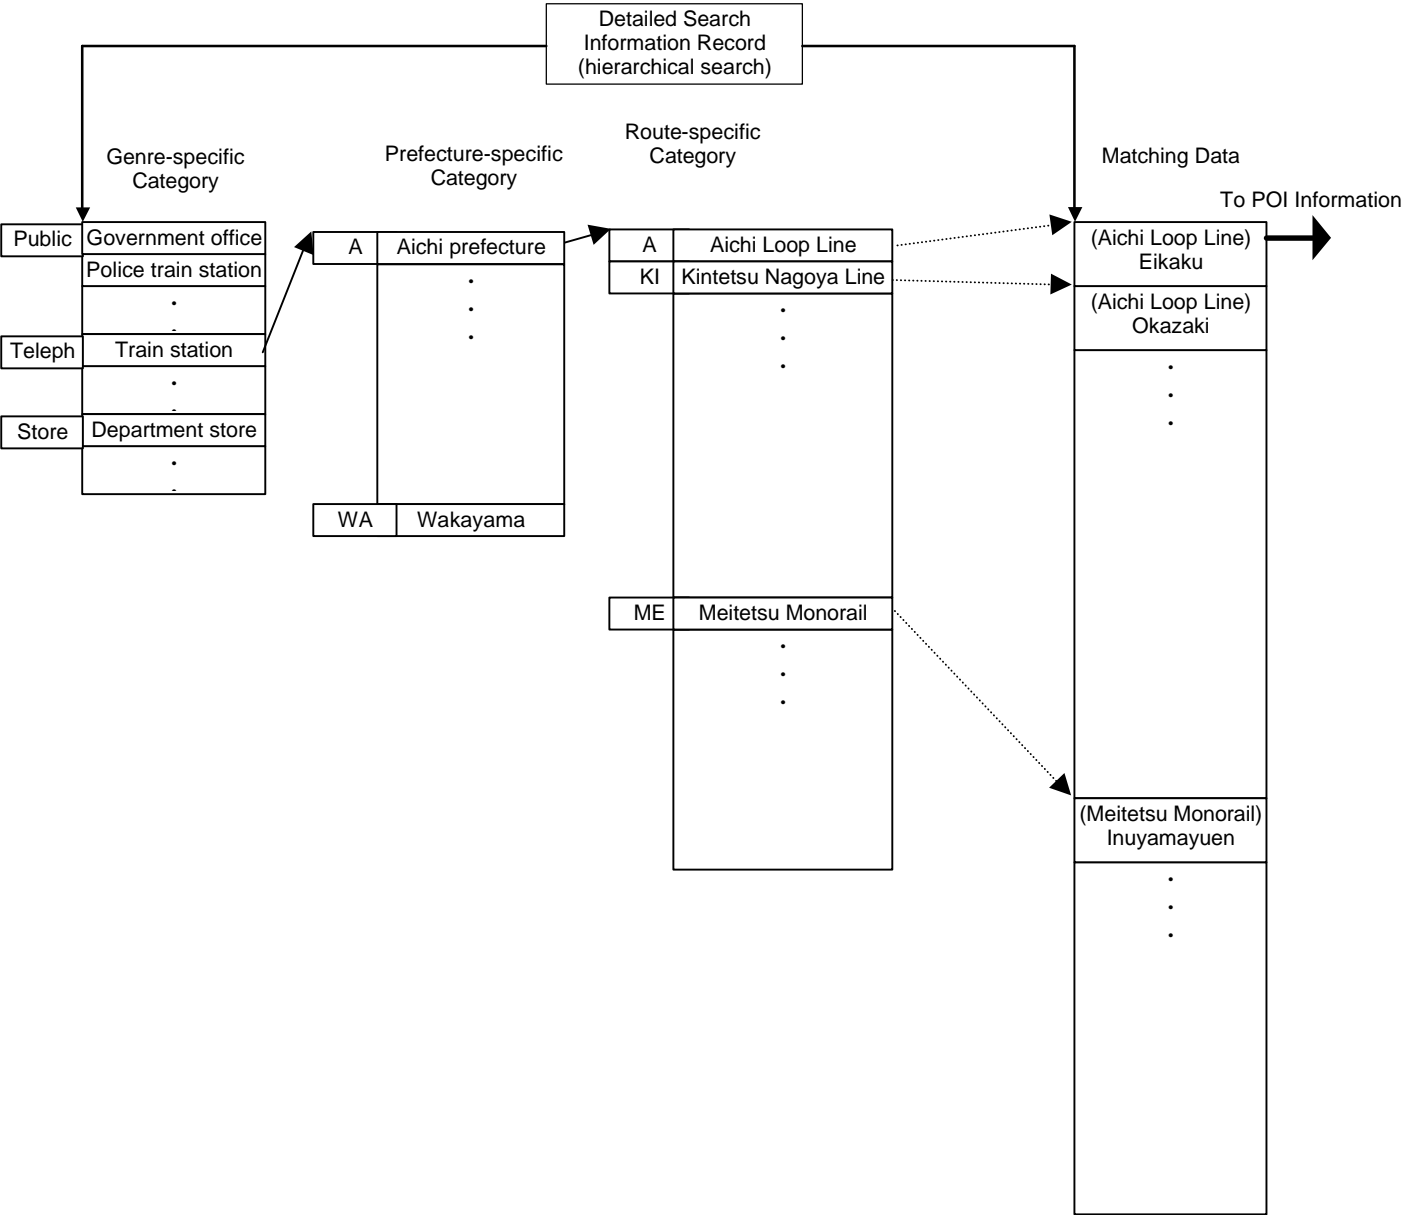 Detailed Search
Information Record
(hierarchical search)
Genre-specific
Category
Prefecture-specific
Category
Route-specific
Category
Matching Data
To POI Information
Public
Government office
Police train station
Teleph
Train station
Store
Department store
A
Aichi prefecture
WA
Wakayama
A
Aichi Loop Line
KI
Kintetsu Nagoya Line
ME
Meitetsu Monorail
(Aichi Loop Line)
Eikaku
(Aichi Loop Line)
Okazaki
(Meitetsu Monorail)
Inuyamayuen